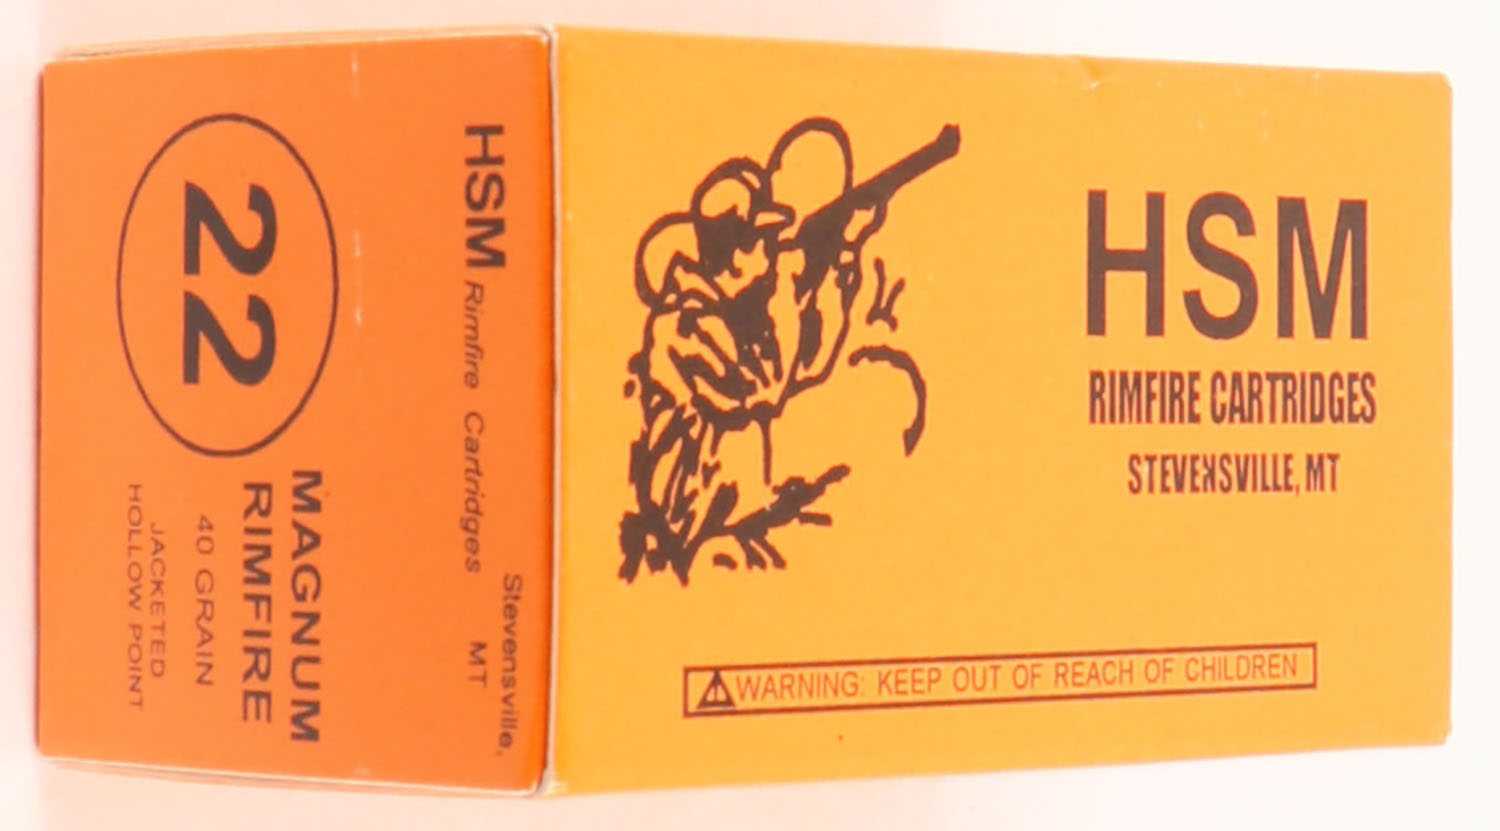 HSM
RIMFIRE CARTRIDGES
STEVENSVILLE, MT
WARNING: KEEP OUT OF REACH OF CHILDREN
HSM Rimfire Cartridges
Stevensville,
MT
22
MAGNUM
RIMFIRE
40 GRAIN
JACKETED
HOLLOW POINT